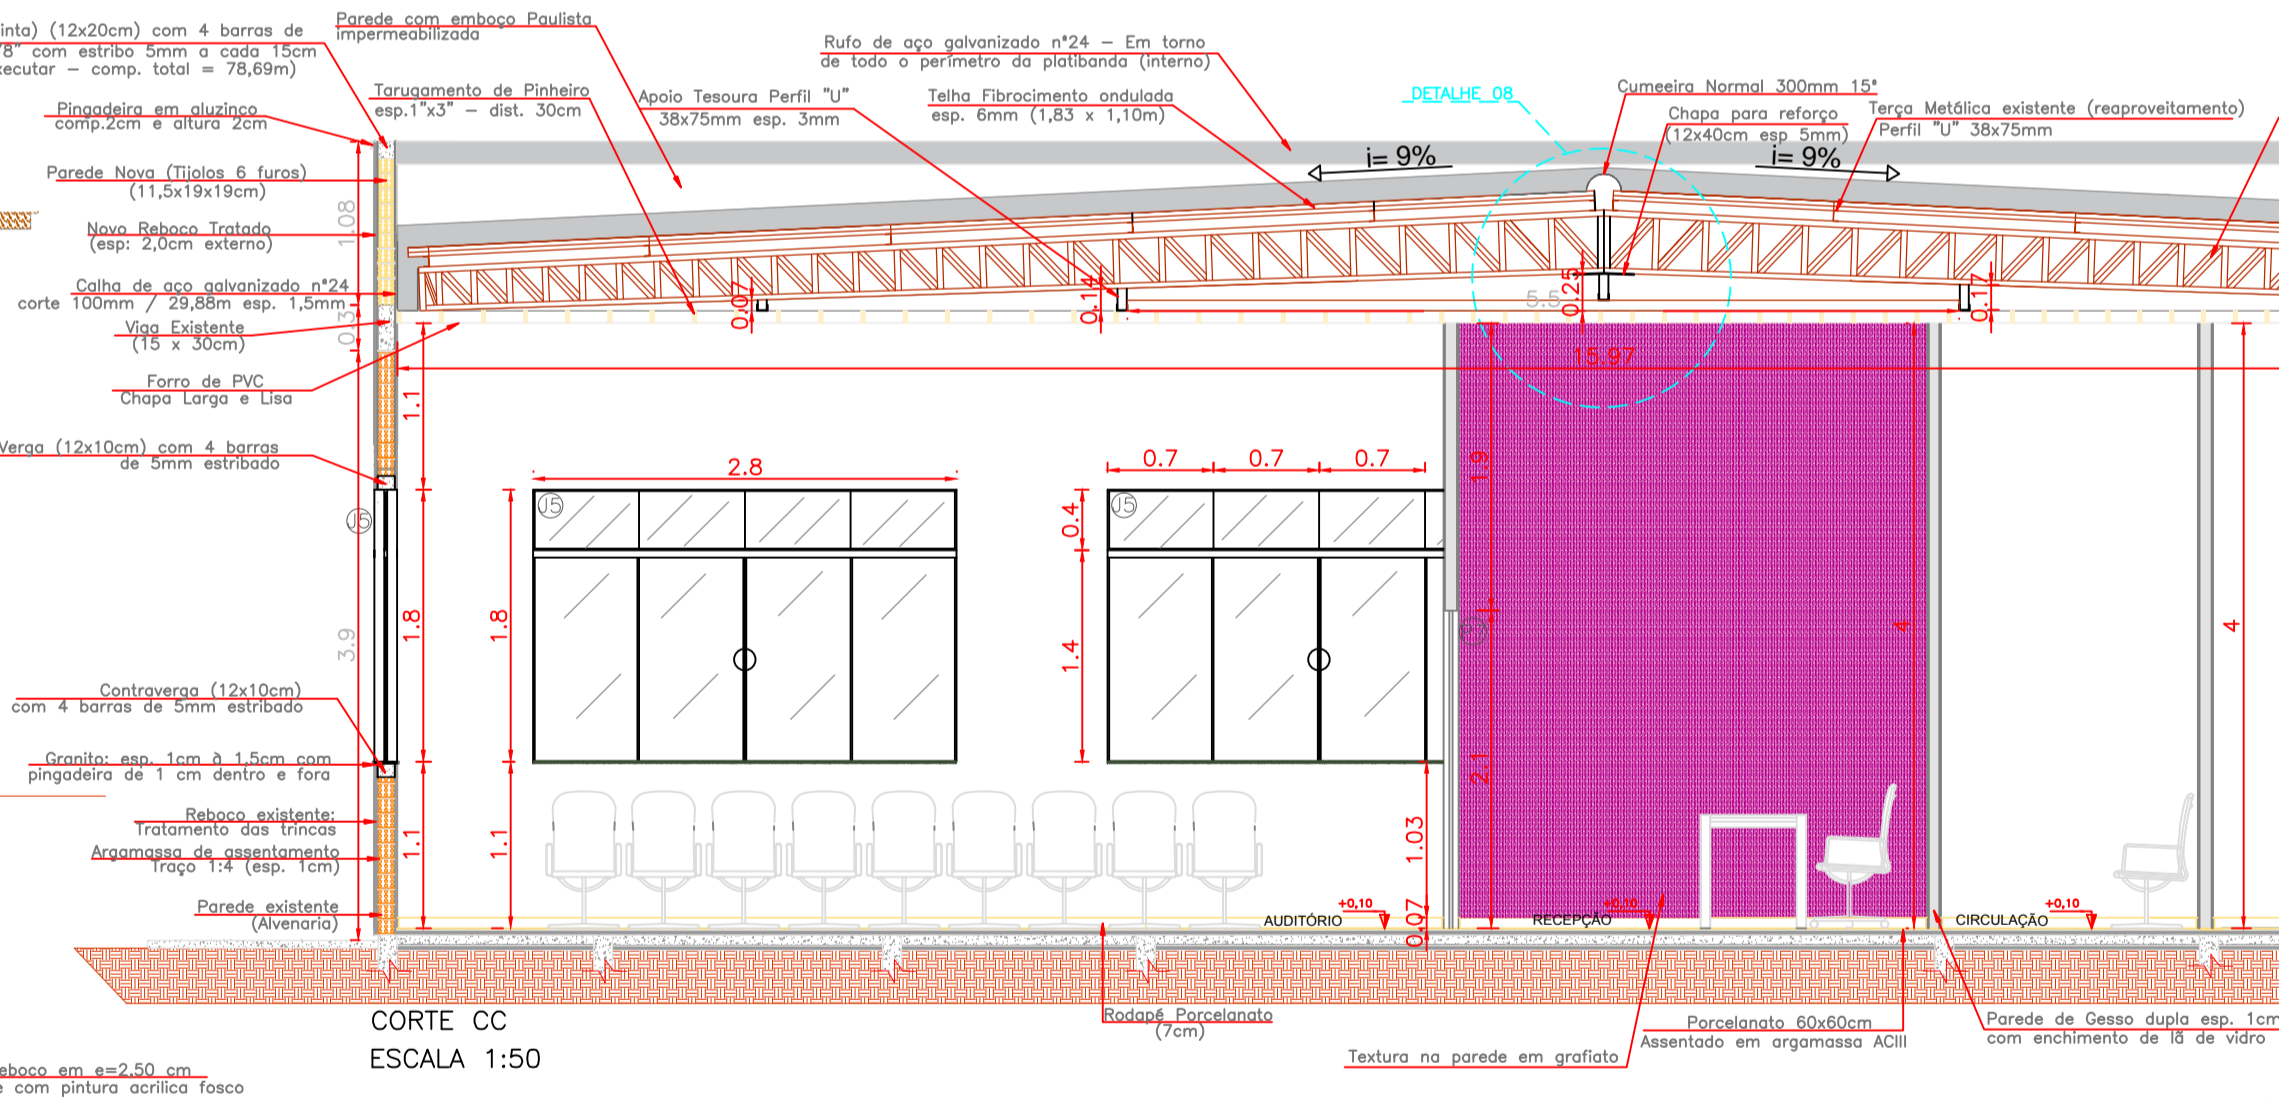 inta) (12x20cm) com 4 barras de
/8" com estribo 5mm a cada 15cm
xecutar - comp. total = 78,69m)
Parede com emboço Paulista
impermeabilizada
Rufo de aço galvanizado n°24 - Em torno
de todo o perímetro da platibanda (interno)
Pingadeira em aluzinco
comp.2cm e altura 2cm
Tarugamento de Pinheiro
esp.1"x3" - dist. 30cm
Apoio Tesoura Perfil "U"
38x75mm esp. 3mm
Telha Fibrocimento ondulada
esp. 6mm (1,83 x 1,10m)
DETALHE 08
Cumeeira Normal 300mm 15°
Chapa para reforço
(12x40cm esp 5mm)
Terça Metálica existente (reaproveitamento)
Perfil "U" 38x75mm
i= 9%
i= 9%
Parede Nova (Tijolos 6 furos)
(11,5x19x19cm)
Novo Reboco Tratado
(esp: 2,0cm externo)
Calha de aço galvanizado n°24
corte 100mm / 29,88m esp. 1,5mm
Viga Existente
(15 x 30cm)
Forro de PVC
Chapa Larga e Lisa
Verga (12x10cm) com 4 barras
de 5mm estribado
Contraverga (12x10cm)
com 4 barras de 5mm estribado
Granito: esp. 1cm à 1,5cm com
pingadeira de 1 cm dentro e fora
Reboco existente:
Tratamento das trincas
Argamassa de assentamento
Traço 1:4 (esp. 1cm)
Parede existente
(Alvenaria)
1.08
0.3
3.9
0.07
0.14
5.5
0.25
0.17
15.97
1.1
1.8
1.1
1.8
1.1
2.8
0.7
0.7
0.7
0.4
1.4
1.03
0.07
1.9
2.1
4
4
J5
J5
J5
P7
AUDITÓRIO
+0,10
RECEPÇÃO
+0,10
CIRCULAÇÃO
+0,10
CORTE CC
ESCALA 1:50
Rodapé Porcelanato
(7cm)
Textura na parede em grafiato
Porcelanato 60x60cm
Assentado em argamassa ACIII
Parede de Gesso dupla esp. 1cm
com enchimento de lã de vidro
eboco em e=2,50 cm
e com pintura acrilica fosco